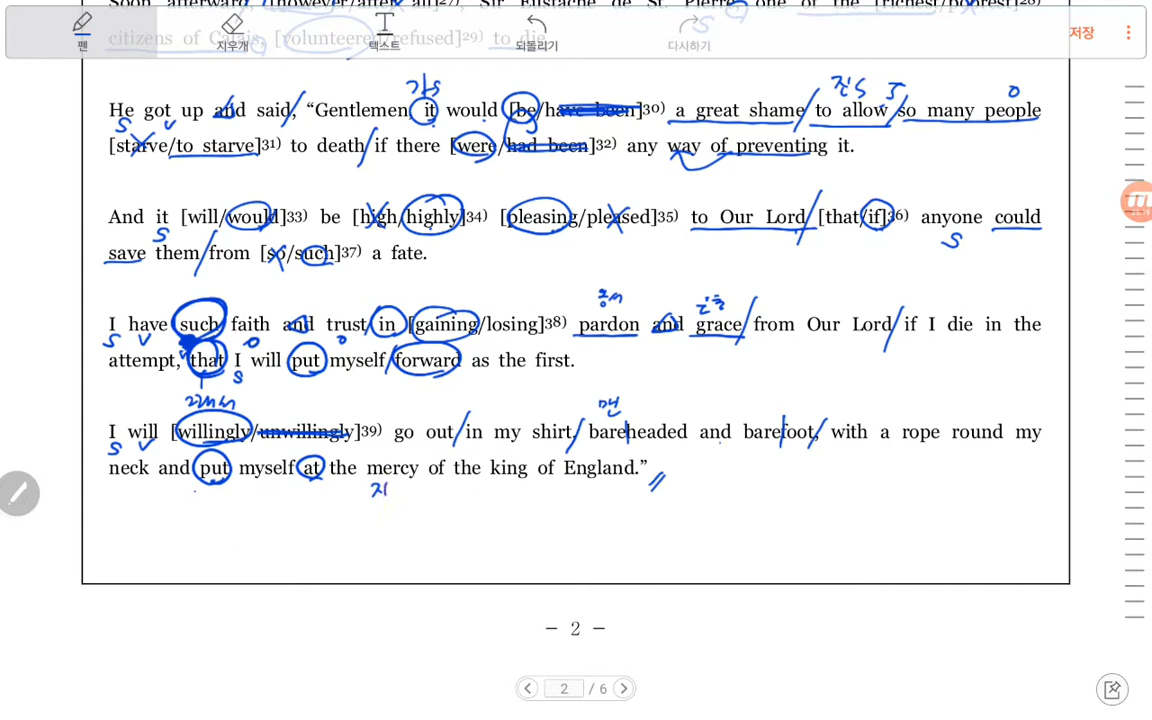 Soon afterward, [however/after all]27) Sir Eustache de St. Pierre, one of the [richest/poorest]28)
펜
지우개
텍스트
되돌리기
다시하기
저장
citizens of Calais, [volunteered/refused]29) to die.
가S
진S
O
He got up and said, “Gentlemen, it would [be/have been]30) a great shame to allow so many people
S V
[starve/to starve]31) to death if there [were/had been]32) any way of preventing it.
And it [will/would]33) be [high/highly]34) [pleasing/pleased]35) to Our Lord [that/if]36) anyone could
S S
save them from [so/such]37) a fate.
용서
I have such faith and trust in [gaining/losing]38) pardon and grace from Our Lord if I die in the
S V O O
attempt, that I will put myself forward as the first.
S
맨
I will [willingly/unwillingly]39) go out in my shirt, bareheaded and barefoot, with a rope round my
S V
neck and put myself at the mercy of the king of England.”
- 2 -
2 / 6